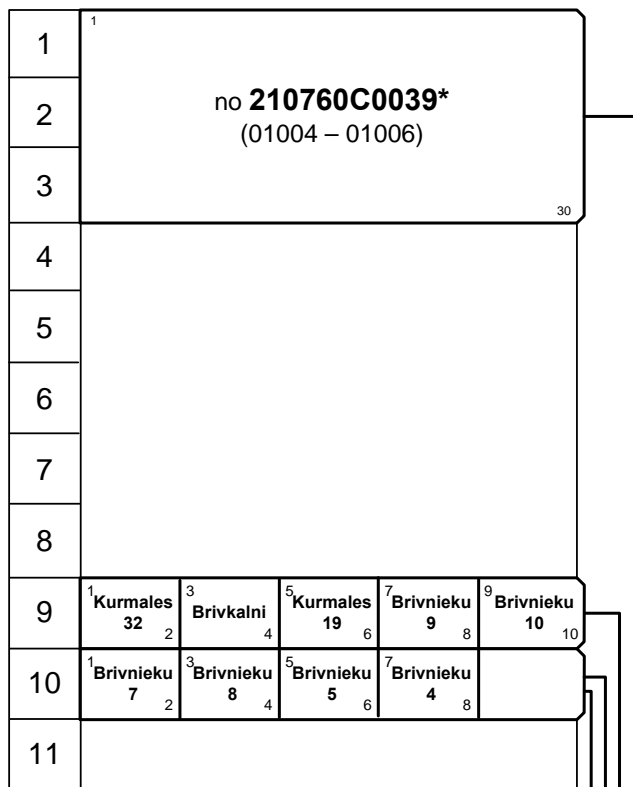 1
1
no 210760C0039*
2
(01004 – 01006)
3
30
4
5
6
7
8
9
1 Kurmales 3 5 Kurmales 7 Brivnieku 9 Brivnieku
32 2 Brivkalni 4 19 6 9 8 10 10
10
1 Brivnieku 3 Brivnieku 5 Brivnieku 7 Brivnieku
7 2 8 4 5 6 4 8
11